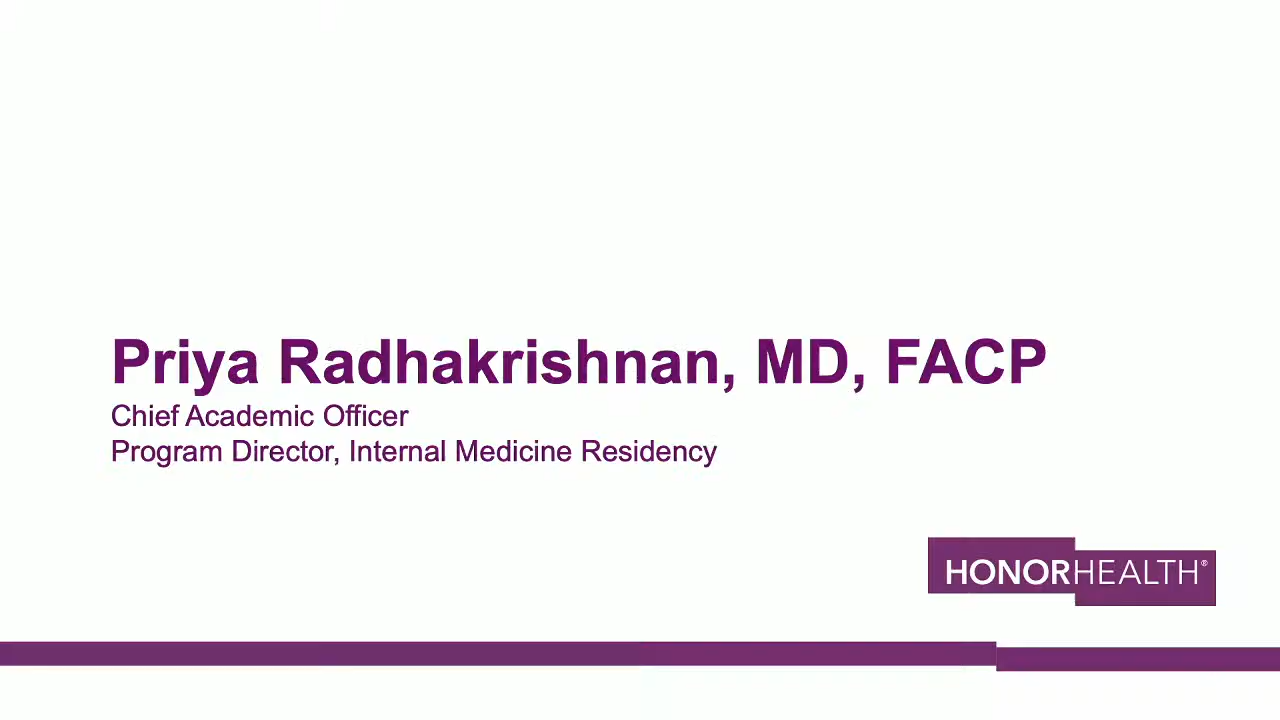 Priya Radhakrishnan, MD, FACP
Chief Academic Officer
Program Director, Internal Medicine Residency
HONORHEALTH®